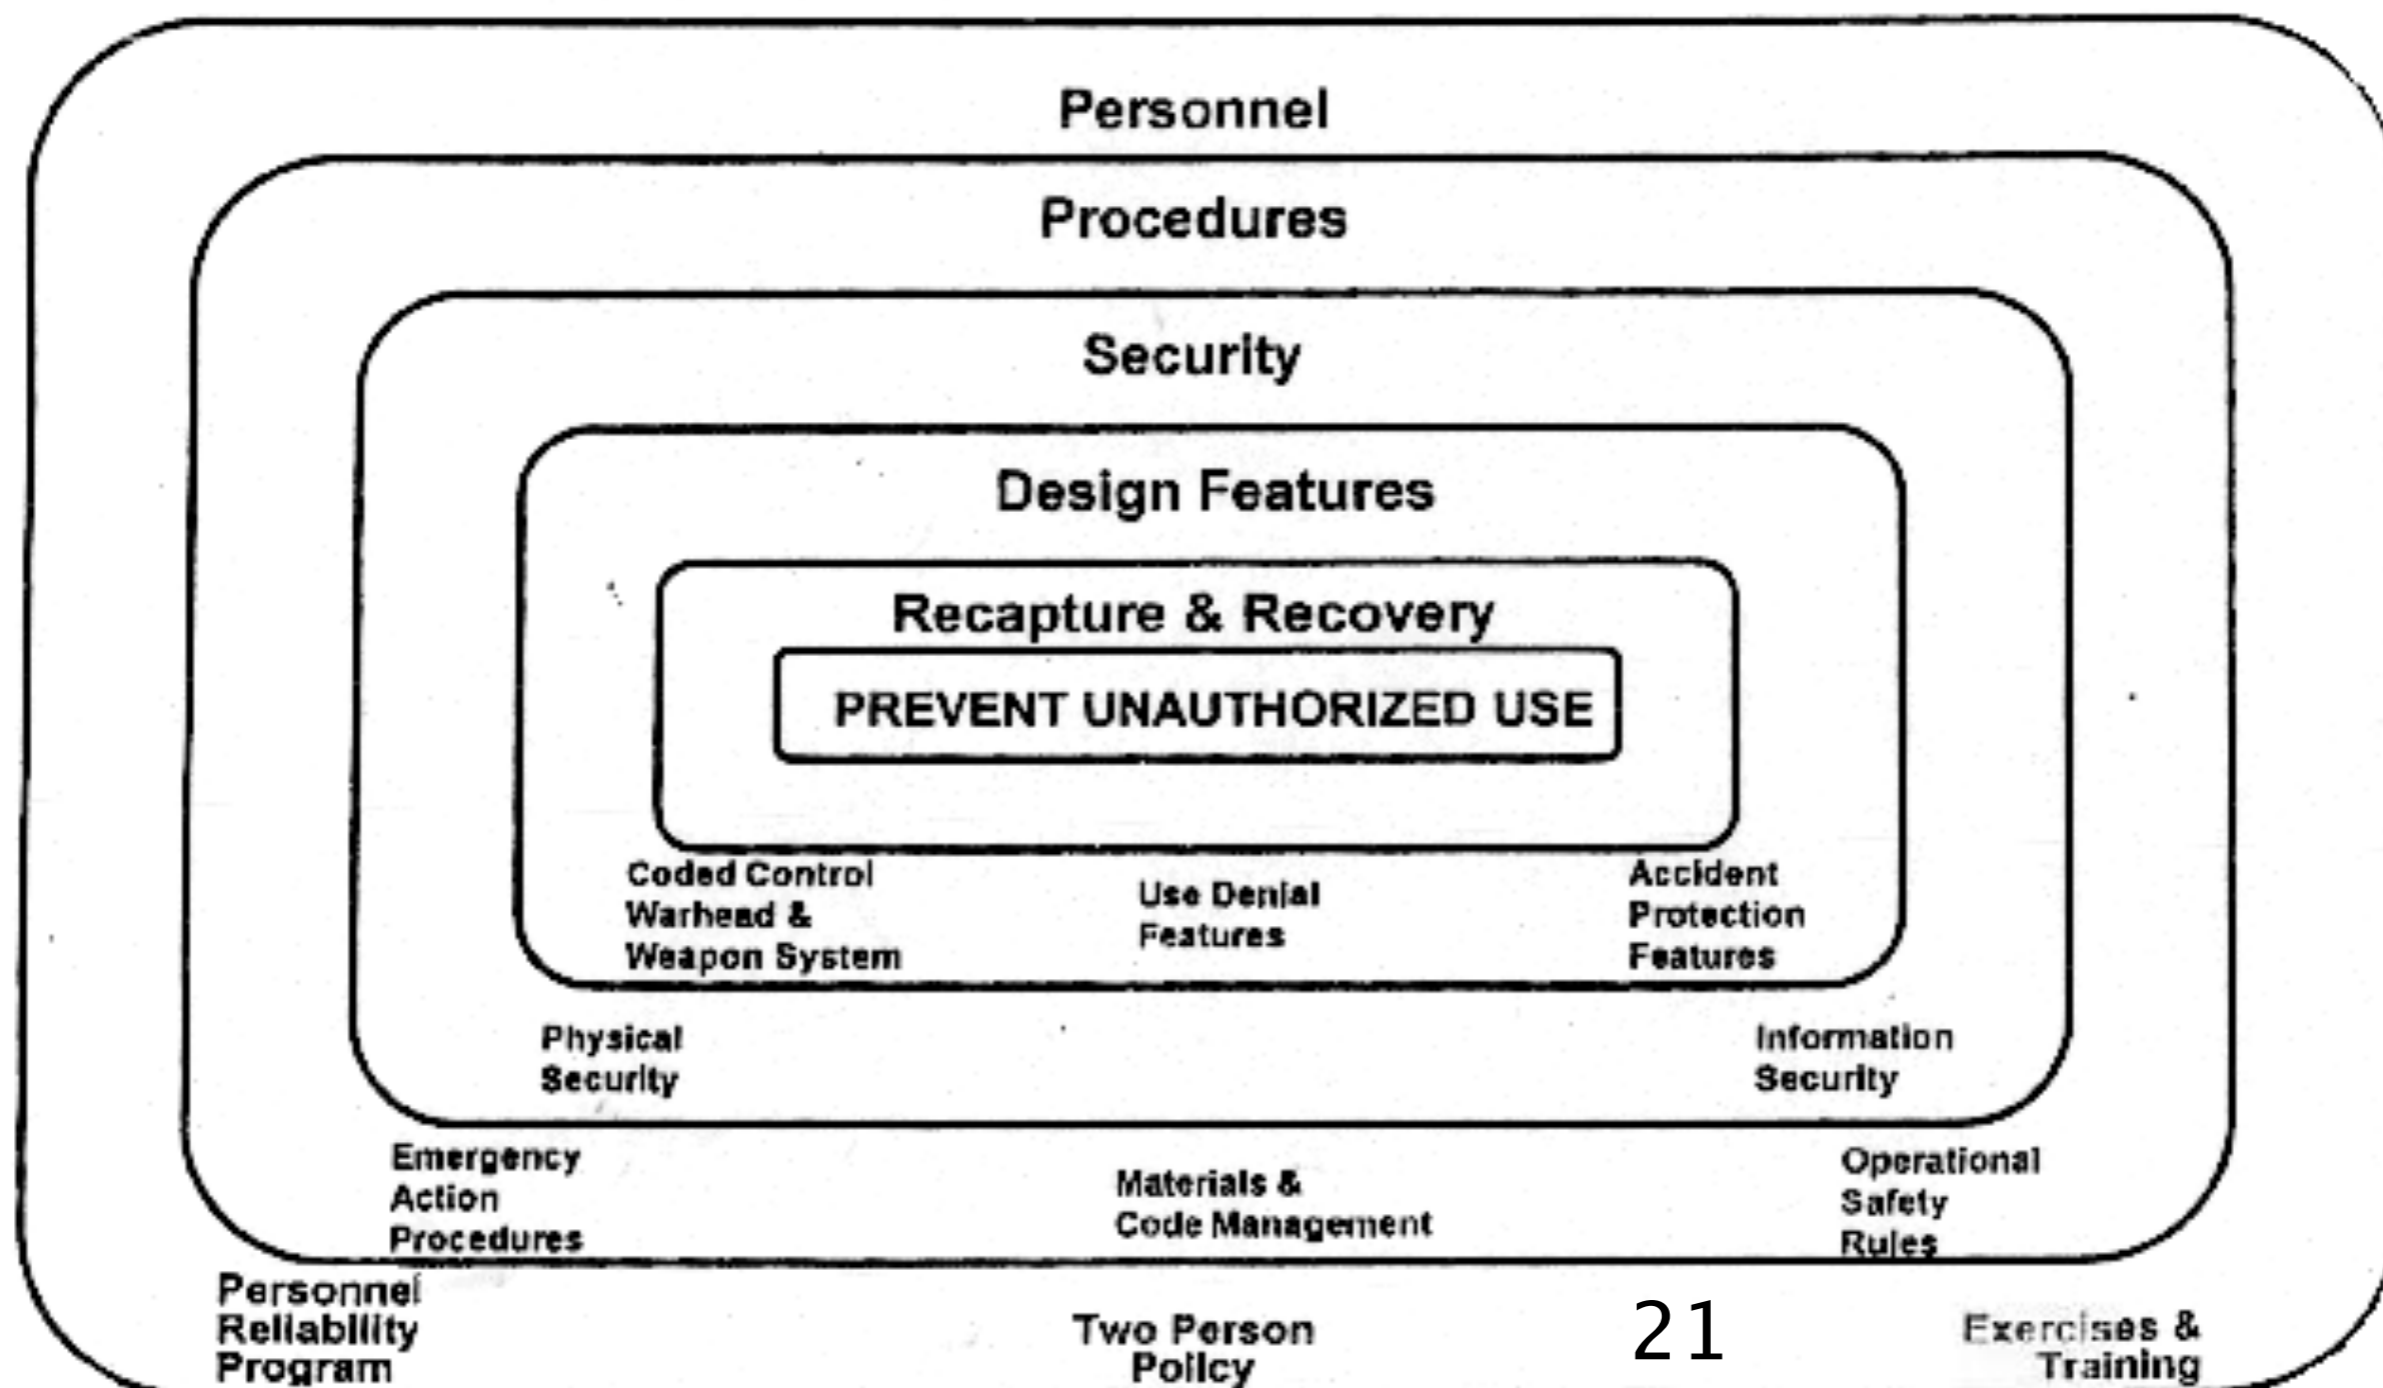 Personnel
Procedures
Security
Design Features
Recapture & Recovery
PREVENT UNAUTHORIZED USE
Coded Control
Warhead &
Weapon System
Use Denial
Features
Accident
Protection
Features
Physical
Security
Information
Security
Emergency
Action
Procedures
Materials &
Code Management
Operational
Safety
Rules
Personnel
Reliability
Program
Two Person
Policy
21
Exercises &
Training